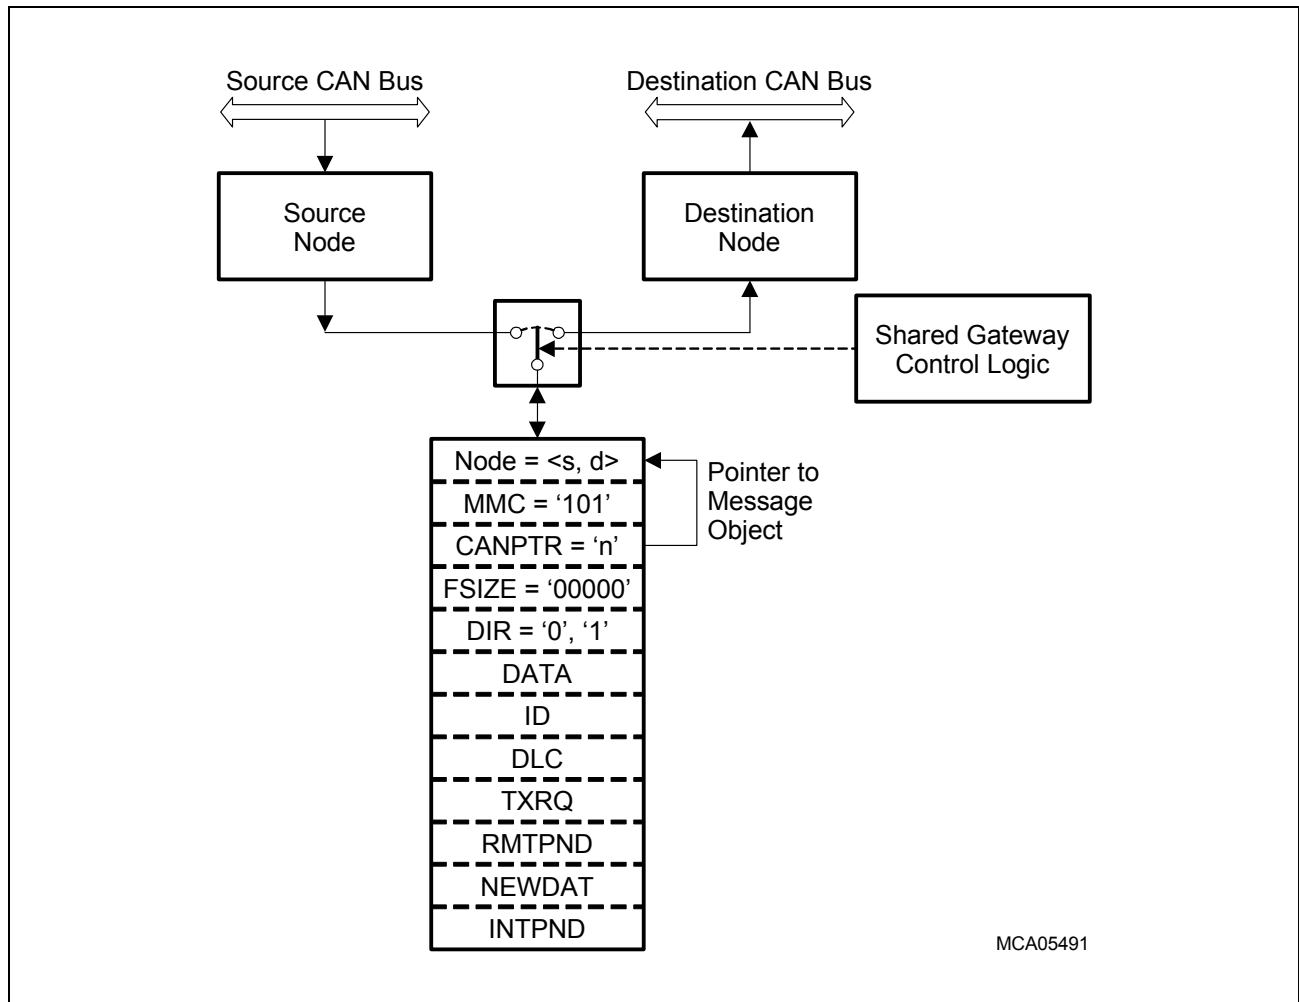 Source CAN Bus
Destination CAN Bus
Source
Node
Destination
Node
Shared Gateway
Control Logic
Node = <s, d>
MMC = ‘101’
CANPTR = ‘n’
FSIZE = ‘00000’
DIR = ‘0’, ‘1’
DATA
ID
DLC
TXRQ
RMTPND
NEWDAT
INTPND
Pointer to
Message
Object
MCA05491